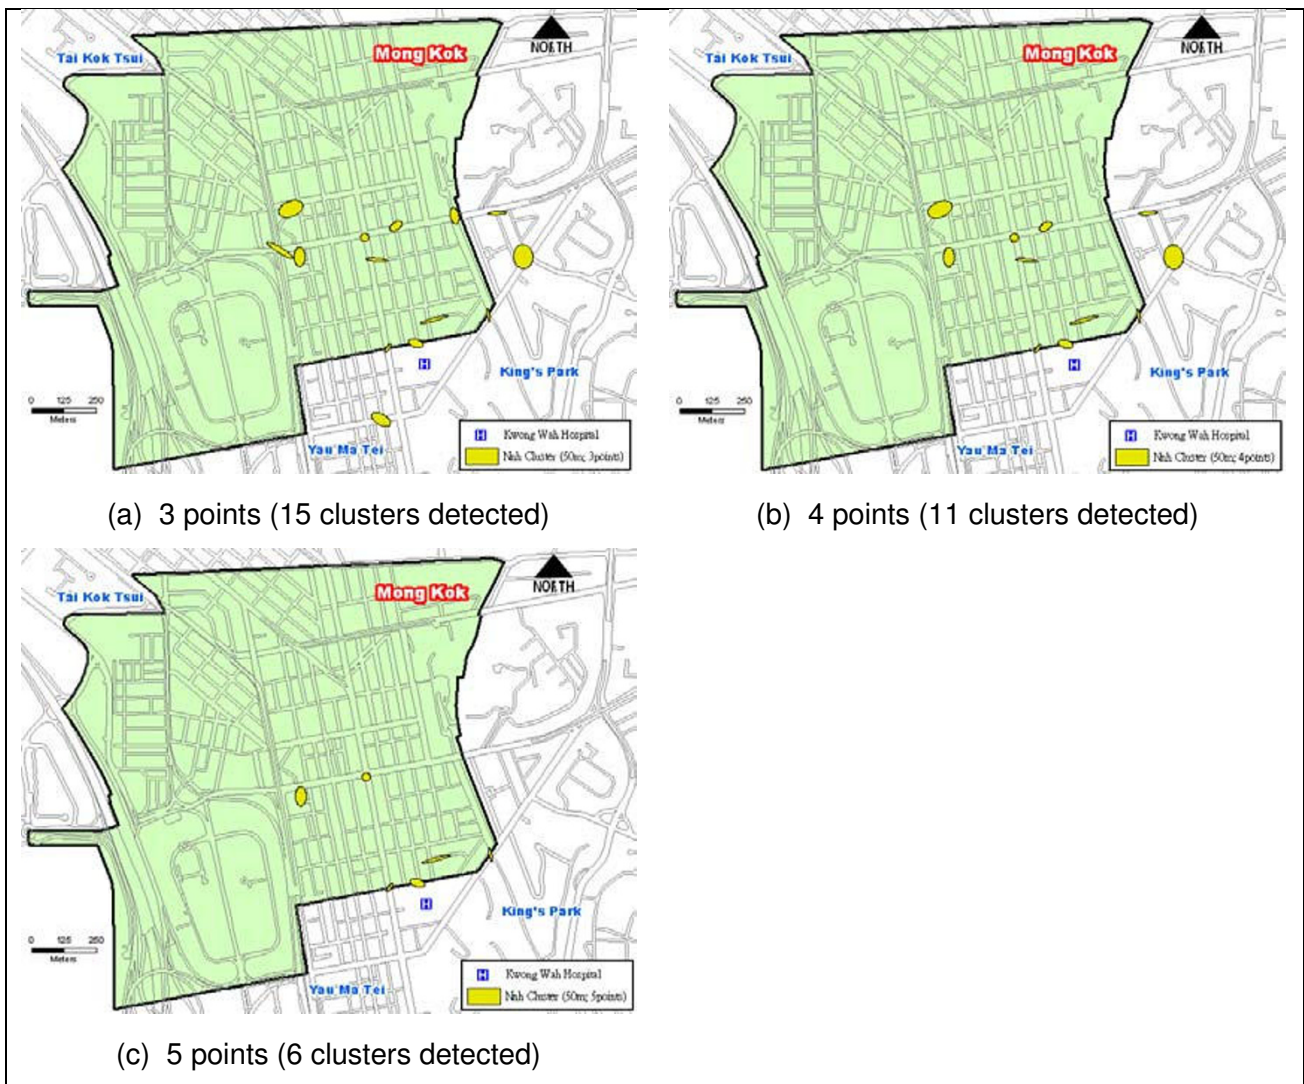 Tai Kok Tsui
Mong Kok
NORTH
King's Park
0 125 250
Meters
Yau Ma Tei
H Kwong Wah Hospital
Nnh Cluster (50m; 3points)
H
(a) 3 points (15 clusters detected)
Tai Kok Tsui
Mong Kok
NORTH
King's Park
0 125 250
Meters
Yau Ma Tei
H Kwong Wah Hospital
Nnh Cluster (50m; 4points)
H
(b) 4 points (11 clusters detected)
Tai Kok Tsui
Mong Kok
NORTH
King's Park
0 125 250
Meters
Yau Ma Tei
H Kwong Wah Hospital
Nnh Cluster (50m; 5points)
H
(c) 5 points (6 clusters detected)